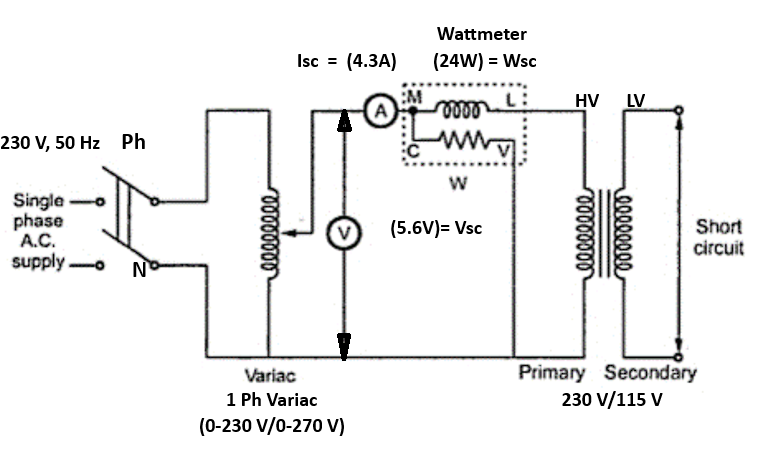 Wattmeter
Isc = (4.3A) (24W) = Wsc
A M L HV LV
230 V, 50 Hz Ph
C V
W
Single
phase
A.C.
supply
N
V (5.6V)= Vsc
Short
circuit
Variac Primary Secondary
1 Ph Variac 230 V/115 V
(0-230 V/0-270 V)